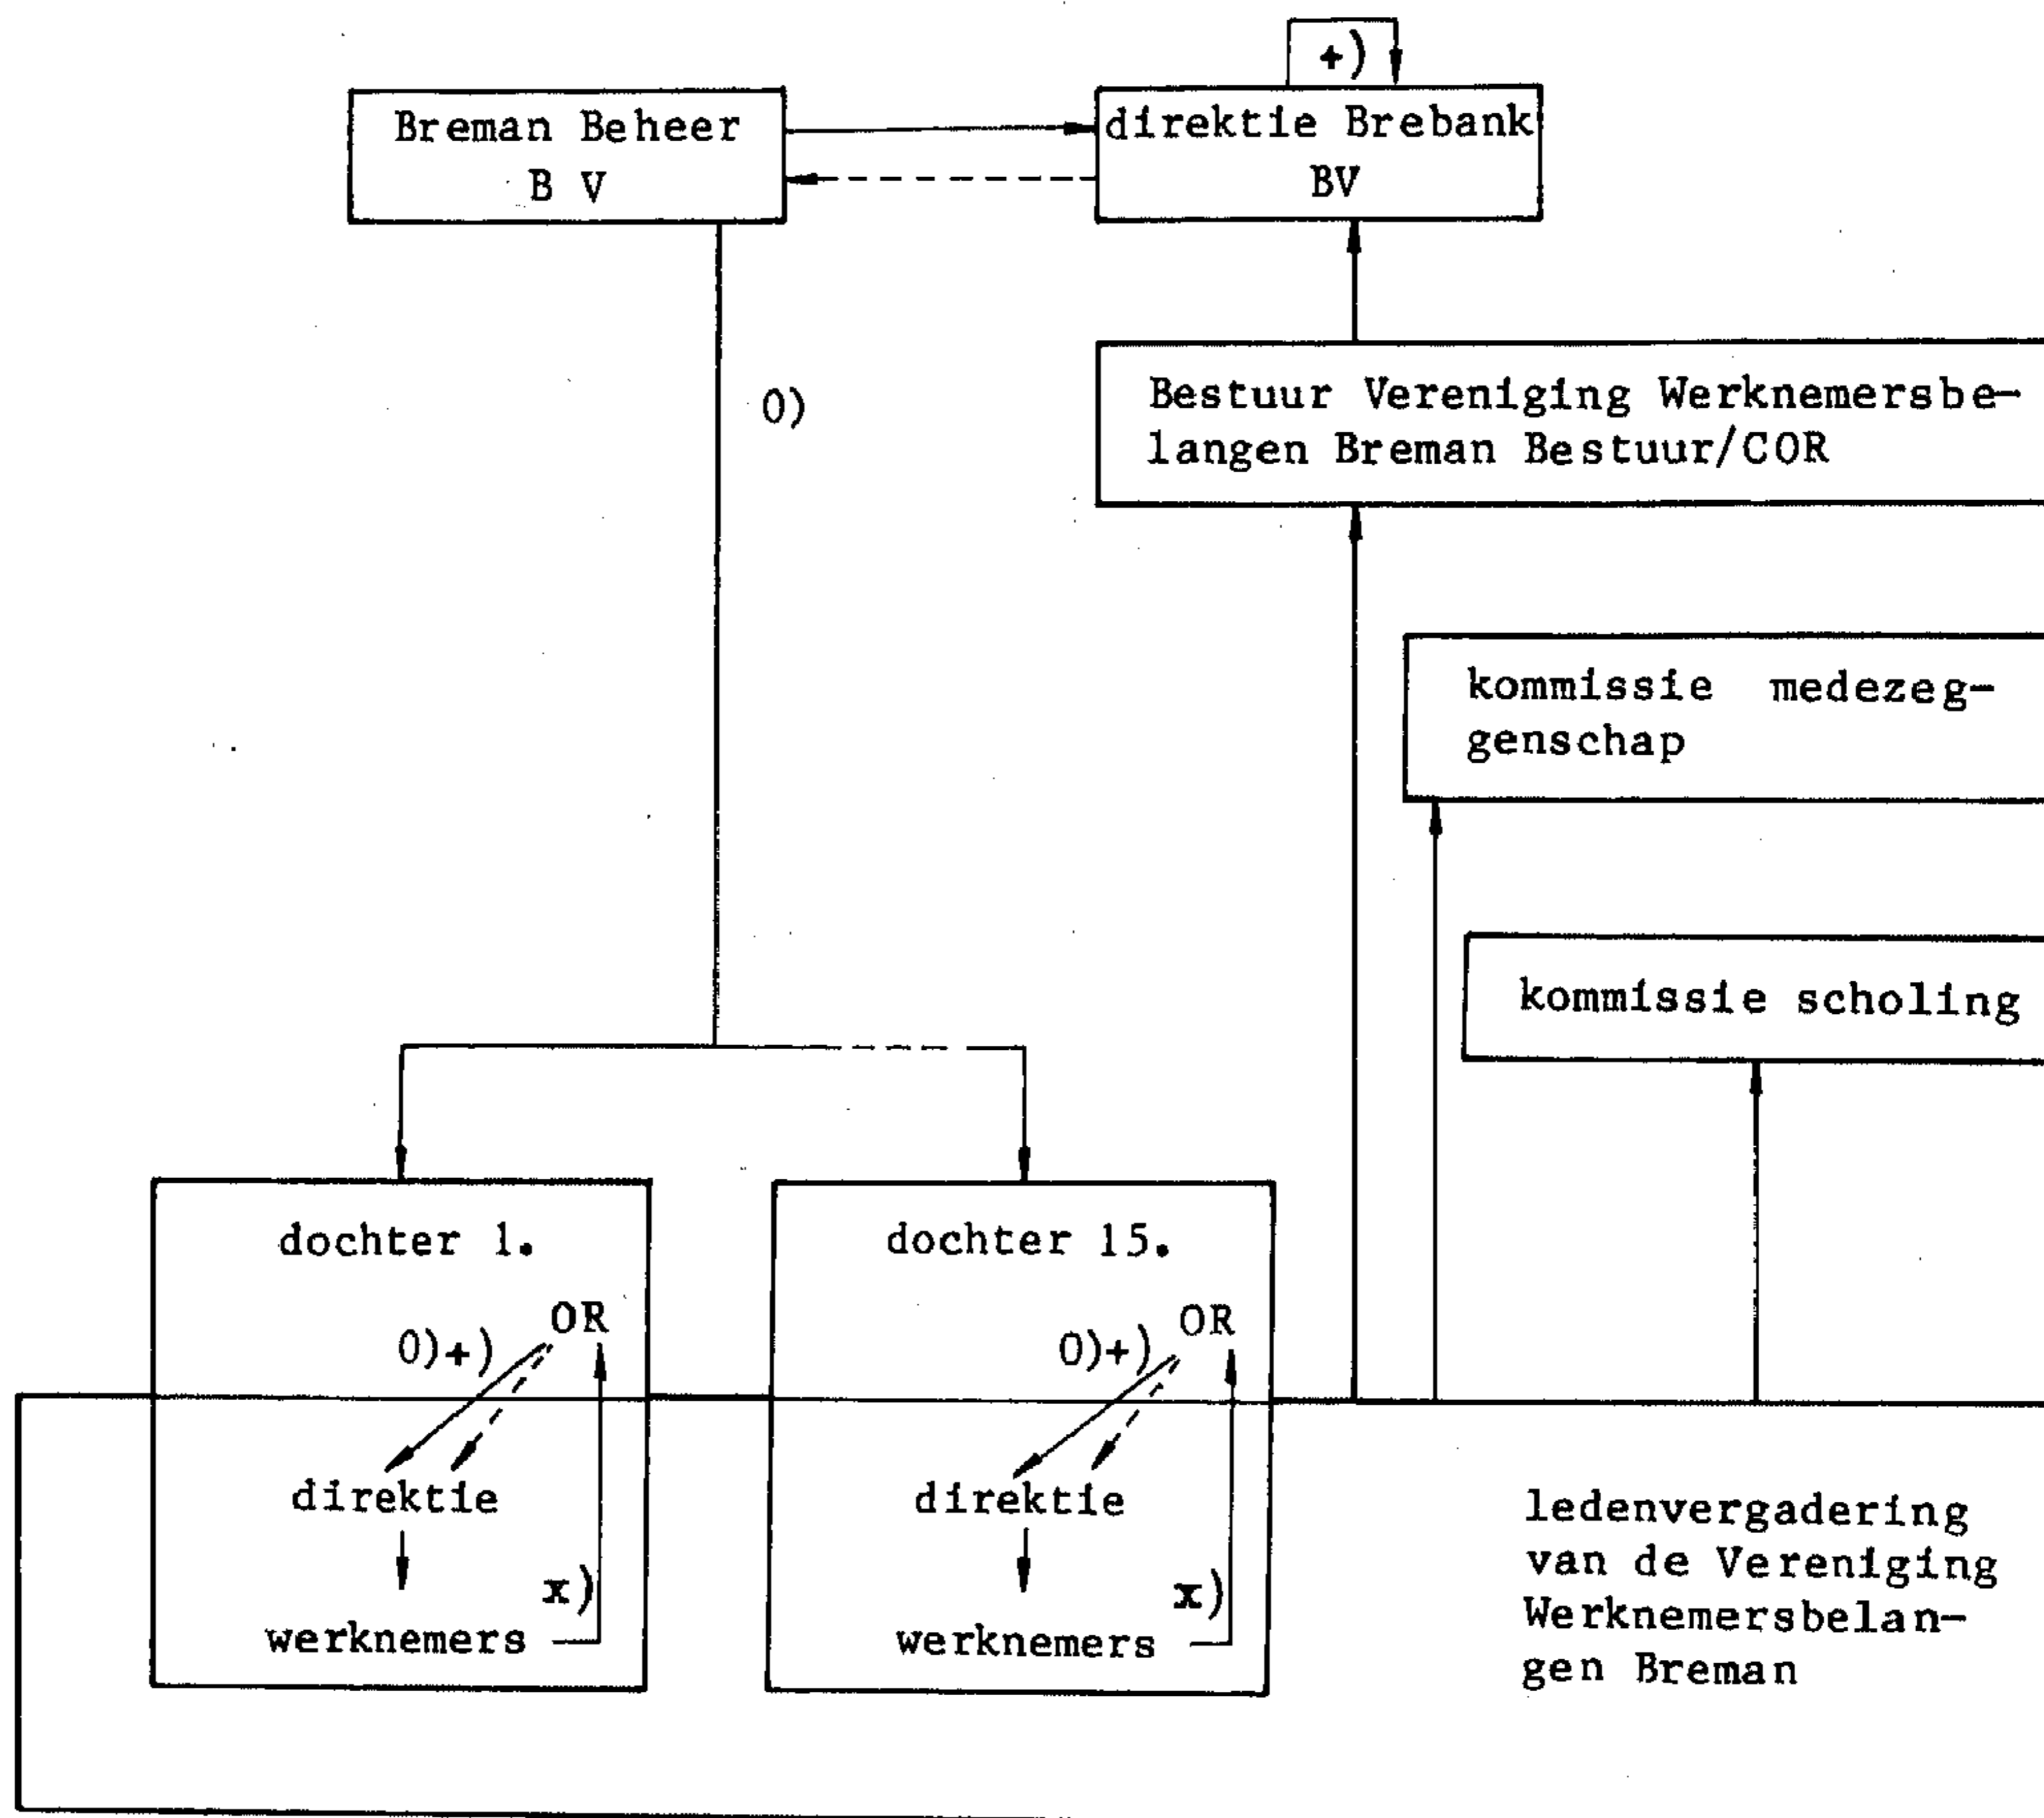 +)
Breman Beheer
B V
direktie Brebank
BV
0)
Bestuur Vereniging Werknemersbe-
langen Breman Bestuur/COR
kommissie medezeg-
genschap
kommissie scholing
dochter 1.
OR
0)+)
direktie
x)
werknemers
dochter 15.
OR
0)+)
direktie
x)
werknemers
ledenvergadering
van de Vereniging
Werknemersbelan-
gen Breman